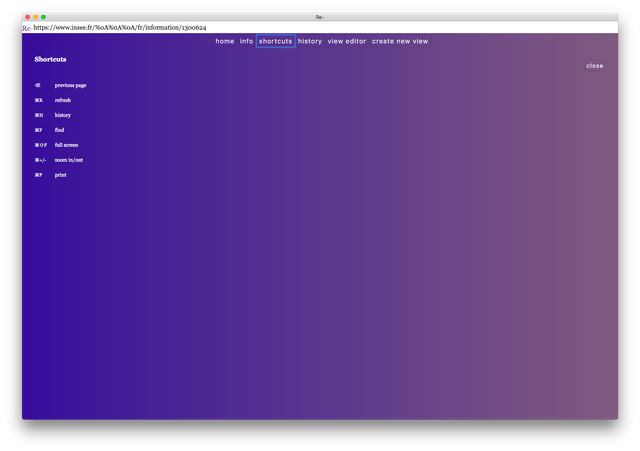 Re-
Re- https://www.insee.fr/%0A%0A%0A/fr/information/1300624
home info shortcuts history view editor create new view
Shortcuts
close
⌫ previous page
⌘R refresh
⌘H history
⌘F find
⌘⇧F full screen
⌘+/- zoom in/out
⌘P print